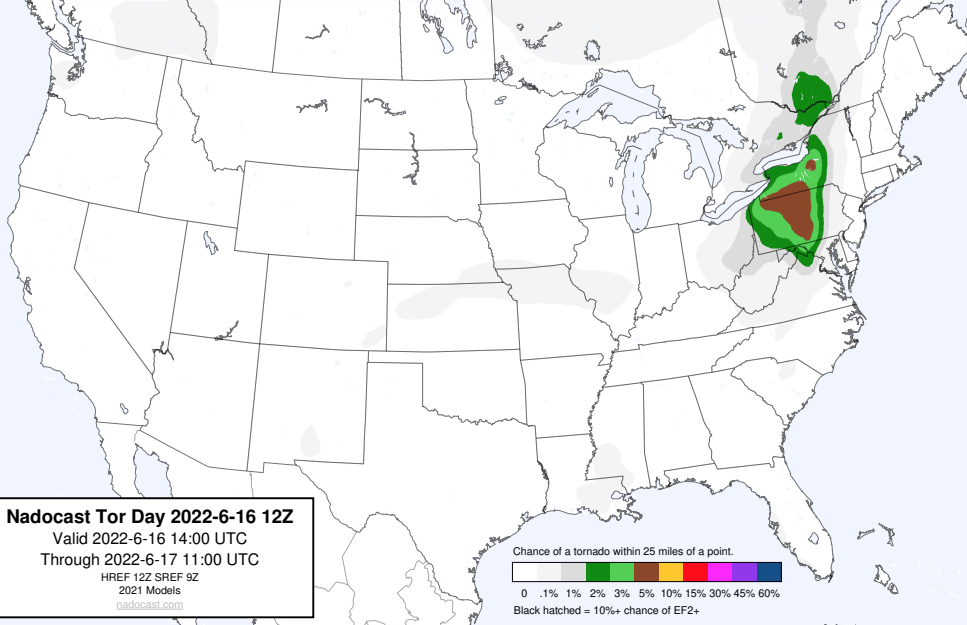 Nadocast Tor Day 2022-6-16 12Z
Valid 2022-6-16 14:00 UTC
Through 2022-6-17 11:00 UTC
HREF 12Z SREF 9Z
2021 Models
nadocast.com
Chance of a tornado within 25 miles of a point.
0 .1% 1% 2% 3% 5% 10% 15% 30% 45% 60%
Black hatched = 10%+ chance of EF2+